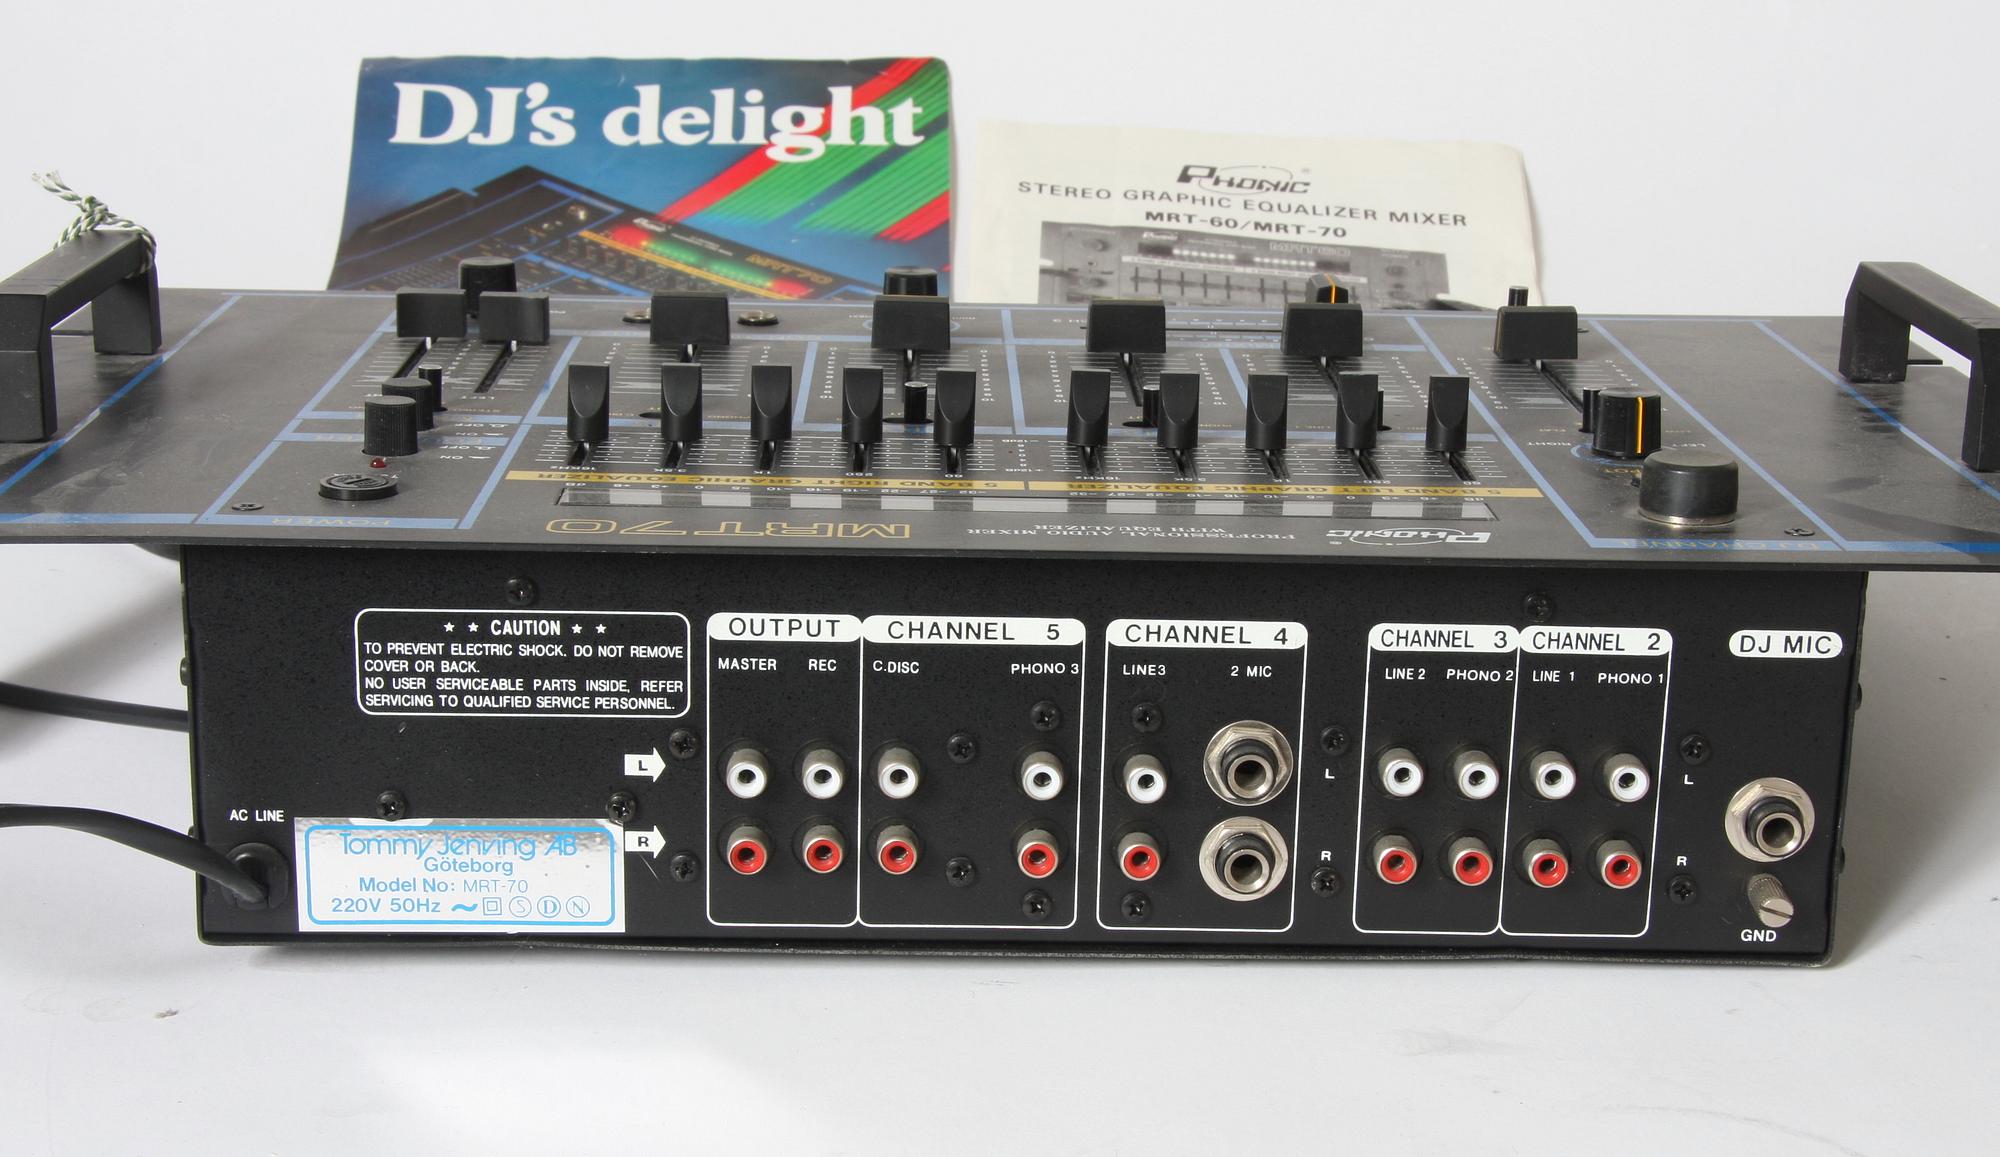 DJ's delight
PHONIC ®
STEREO GRAPHIC EQUALIZER MIXER
MRT-60/MRT-70
POWER
5 BAND RIGHT GRAPHIC EQUALIZER
5 BAND LEFT GRAPHIC EQUALIZER
MRT 70
PROFESSIONAL AUDIO MIXER
WITH EQUALIZER
PHONIC ®
DJ CHANNEL
★ ★ CAUTION ★ ★
TO PREVENT ELECTRIC SHOCK. DO NOT REMOVE
COVER OR BACK.
NO USER SERVICEABLE PARTS INSIDE, REFER
SERVICING TO QUALIFIED SERVICE PERSONNEL.
OUTPUT
MASTER REC
CHANNEL 5
C.DISC PHONO 3
CHANNEL 4
LINE3 2 MIC
CHANNEL 3
LINE 2 PHONO 2
CHANNEL 2
LINE 1 PHONO 1
DJ MIC
L
R
L
R
L
R
GND
AC LINE
Tommy Jenving AB
Göteborg
Model No: MRT-70
220V 50Hz ~ S D N